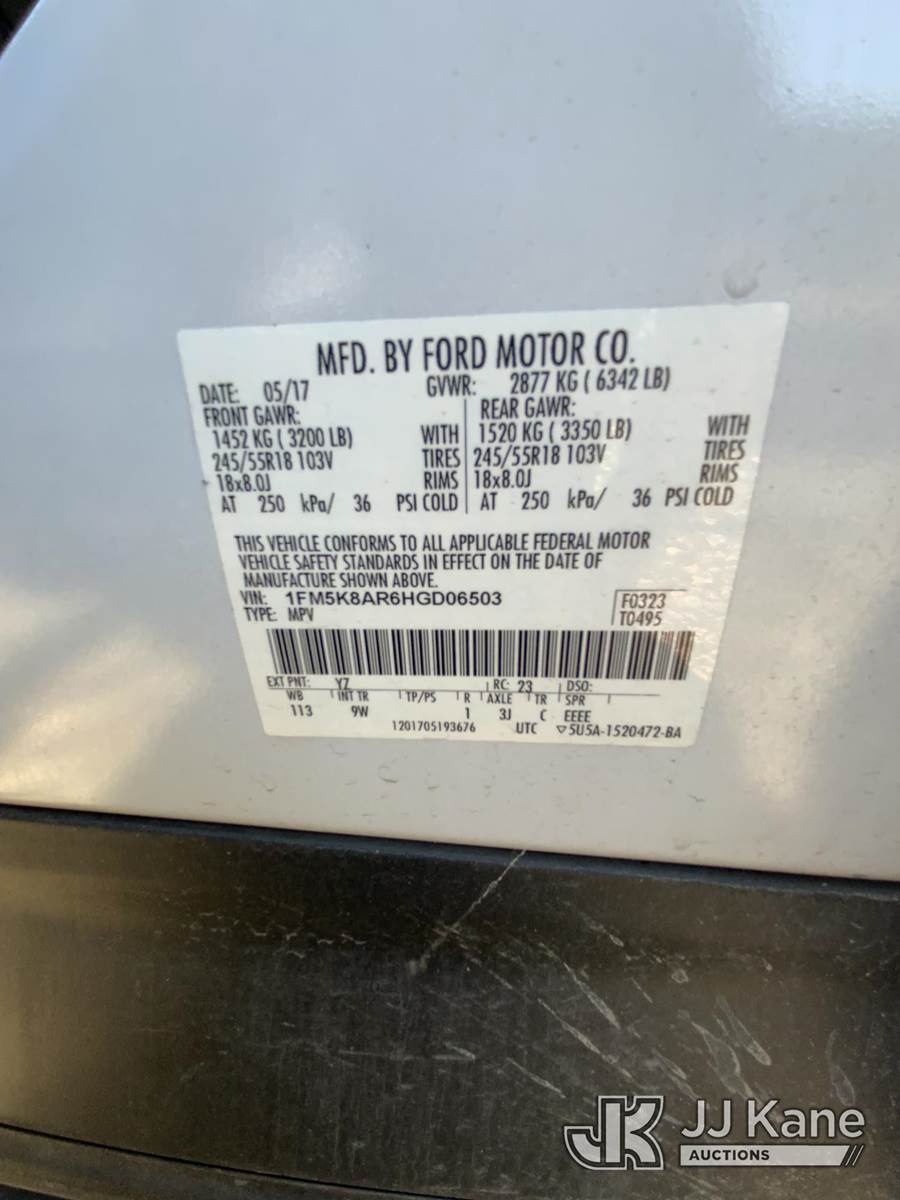 MFD. BY FORD MOTOR CO.
DATE: 05/17 GVWR: 2877 KG ( 6342 LB)
FRONT GAWR: REAR GAWR:
1452 KG ( 3200 LB) WITH 1520 KG ( 3350 LB) WITH
245/55R18 103V TIRES 245/55R18 103V TIRES
18x8.0J RIMS 18x8.0J RIMS
AT 250 kPa/ 36 PSI COLD AT 250 kPa/ 36 PSI COLD
THIS VEHICLE CONFORMS TO ALL APPLICABLE FEDERAL MOTOR
VEHICLE SAFETY STANDARDS IN EFFECT ON THE DATE OF
MANUFACTURE SHOWN ABOVE.
VIN: 1FM5K8AR6HGD06503 F0323
TYPE: MPV T0495
EXT PNT: YZ RC: 23 DSO:
WB INT TR TP/PS R AXLE TR SPR
113 9W 1 3J C EEEE
1201705193676 UTC ▽5U5A-1520472-BA
JK JJ Kane
AUCTIONS